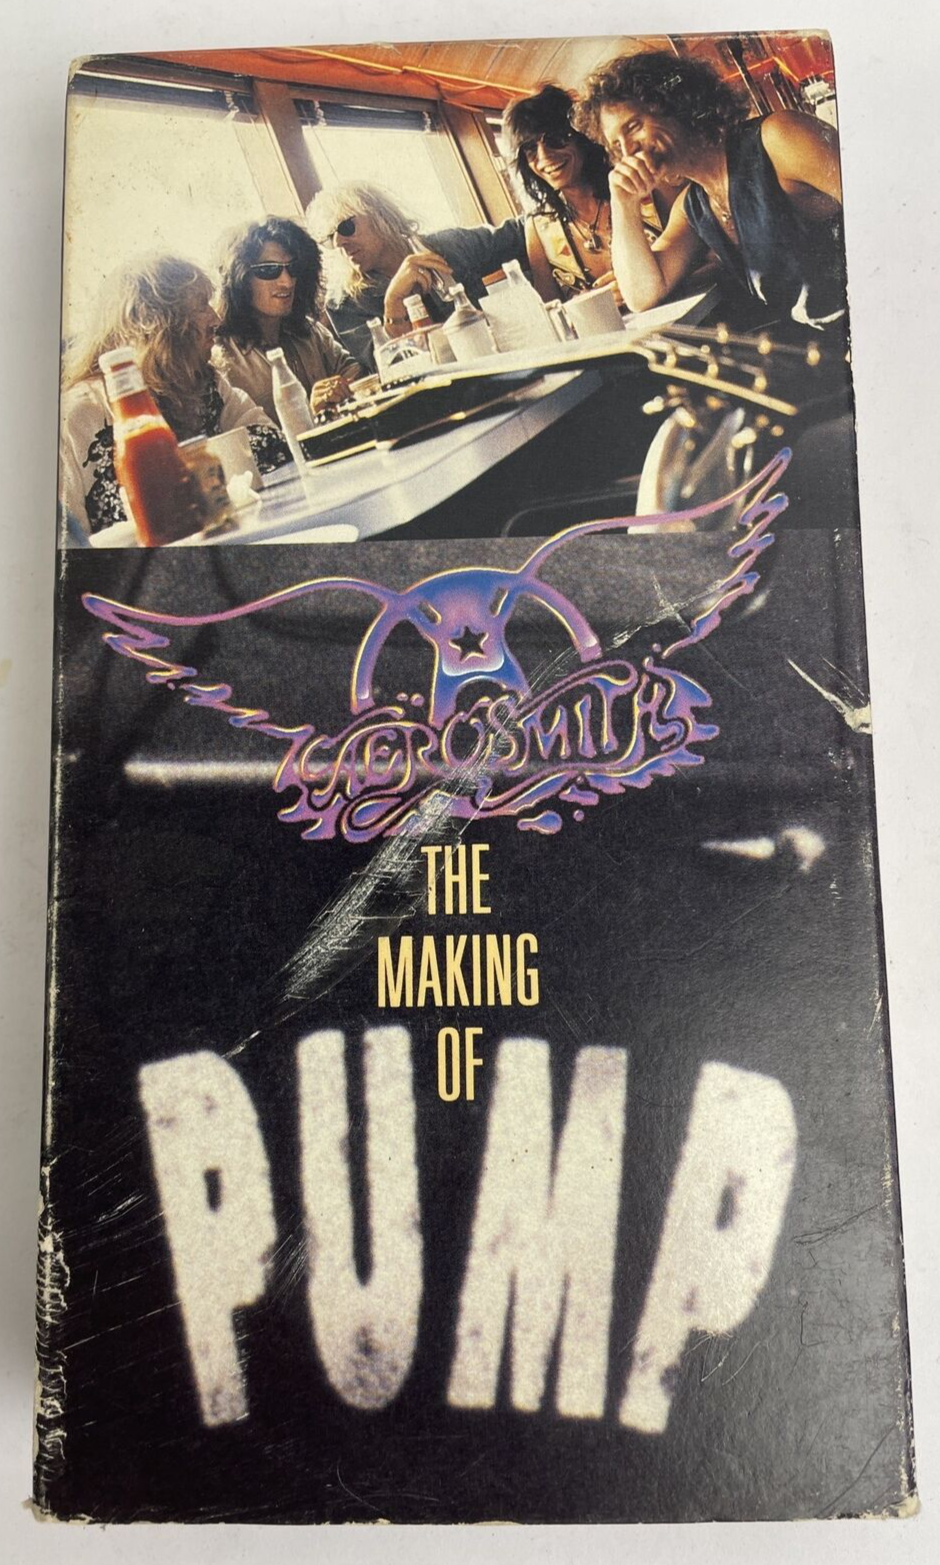 AEROSMITH
THE
MAKING
OF
PUMP